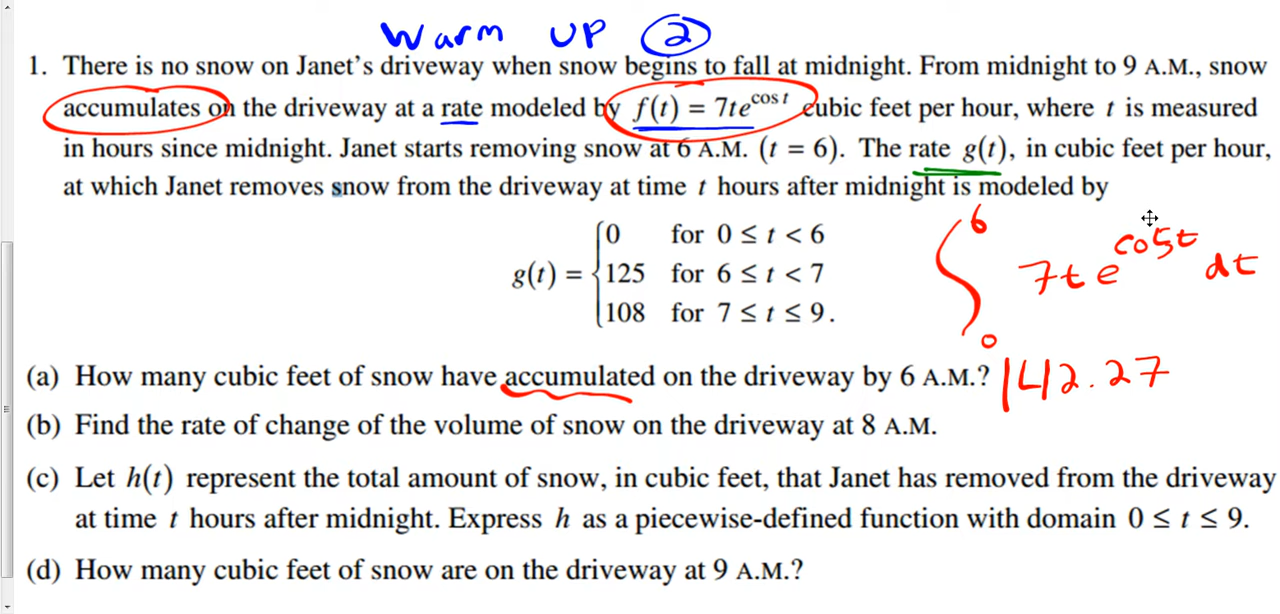 Warm UP 2
1. There is no snow on Janet's driveway when snow begins to fall at midnight. From midnight to 9 A.M., snow
accumulates on the driveway at a rate modeled by f(t) = 7te^{cos t} cubic feet per hour, where t is measured
in hours since midnight. Janet starts removing snow at 6 A.M. (t = 6). The rate g(t), in cubic feet per hour,
at which Janet removes snow from the driveway at time t hours after midnight is modeled by
g(t) = { 0 for 0 ≤ t < 6
125 for 6 ≤ t < 7
108 for 7 ≤ t ≤ 9.
∫_0^6 7te^{cost} dt
(a) How many cubic feet of snow have accumulated on the driveway by 6 A.M.? 142.27
(b) Find the rate of change of the volume of snow on the driveway at 8 A.M.
(c) Let h(t) represent the total amount of snow, in cubic feet, that Janet has removed from the driveway
at time t hours after midnight. Express h as a piecewise-defined function with domain 0 ≤ t ≤ 9.
(d) How many cubic feet of snow are on the driveway at 9 A.M.?